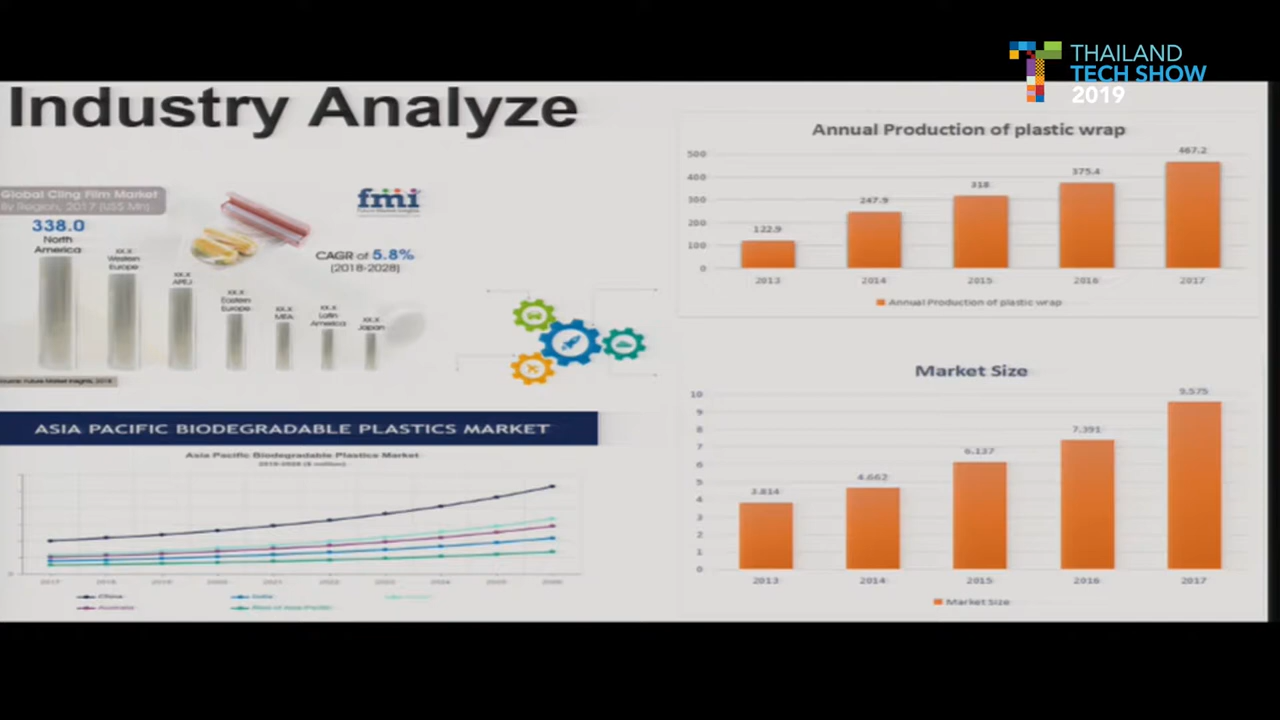 THAILAND
TECH SHOW
2019
Industry Analyze
Global Cling Film Market
By Region, 2017 (US$ Mn)
fmi
Future Market Insights
338.0
North
America
XX.X
Western
Europe
XX.X
APEJ
XX.X
Eastern
Europe
XX.X
MEA
XX.X
Latin
America
XX.X
Japan
CAGR of 5.8%
(2018-2028)
Source: Future Market Insights, 2018
ASIA PACIFIC BIODEGRADABLE PLASTICS MARKET
Asia Pacific Biodegradable Plastics Market
2017 2018 2019 2020 2021 2022 2023 2024
China India
Australia Rest of Asia Pacific
Annual Production of plastic wrap
500
400
300
200
100
0
122.9
247.9
318
375.4
467.2
2013 2014 2015 2016 2017
Annual Production of plastic wrap
Market Size
10
9
8
7
6
5
4
3
2
1
0
3.814
4.662
6.137
7.391
9.575
2013 2014 2015 2016 2017
Market Size